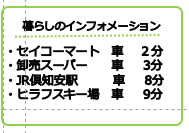 暮らしのインフォメーション
・セイコーマート　車　2分
・卸売スーパー　車　3分
・JR倶知安駅　車　8分
・ヒラフスキー場　車　9分